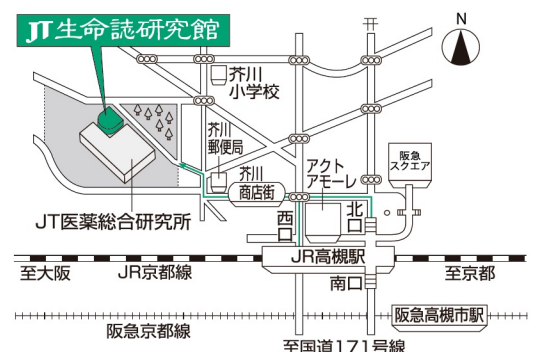 JT生命誌研究館
N
芥川
小学校
芥川
郵便局
芥川
商店街
アクト
アモーレ
阪急
スクエア
JT医薬総合研究所
西口
北口
JR高槻駅
南口
至大阪
JR京都線
至京都
阪急京都線
阪急高槻市駅
至国道171号線